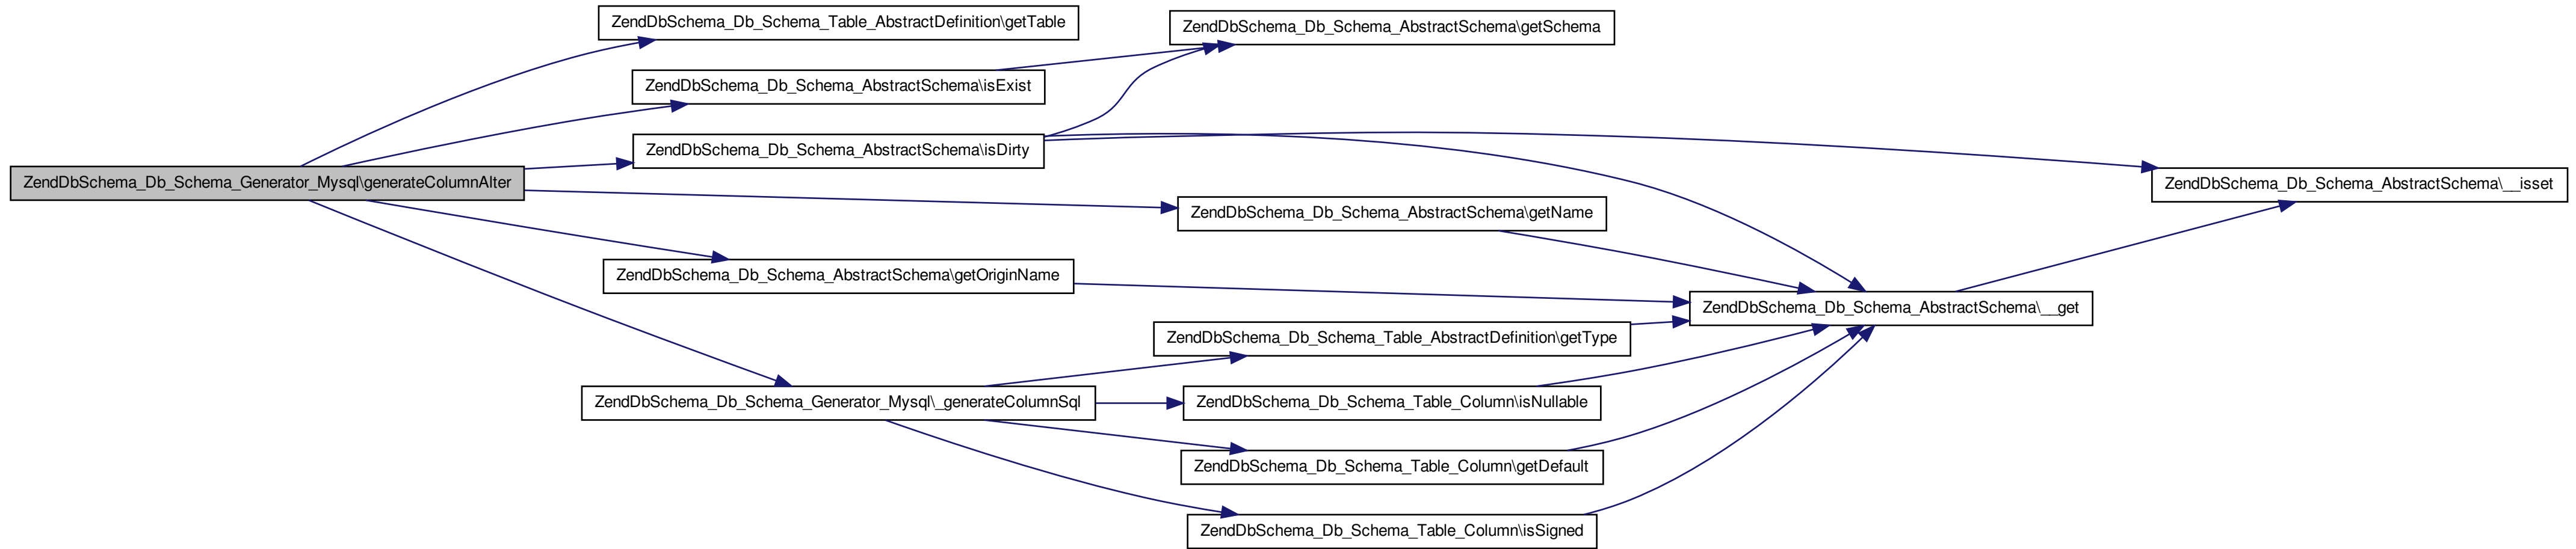 ZendDbSchema_Db_Schema_Table_AbstractDefinition\getTable
ZendDbSchema_Db_Schema_AbstractSchema\getSchema
ZendDbSchema_Db_Schema_AbstractSchema\isExist
ZendDbSchema_Db_Schema_AbstractSchema\isDirty
ZendDbSchema_Db_Schema_Generator_Mysql\generateColumnAlter
ZendDbSchema_Db_Schema_AbstractSchema\__isset
ZendDbSchema_Db_Schema_AbstractSchema\getName
ZendDbSchema_Db_Schema_AbstractSchema\getOriginName
ZendDbSchema_Db_Schema_AbstractSchema\__get
ZendDbSchema_Db_Schema_Table_AbstractDefinition\getType
ZendDbSchema_Db_Schema_Generator_Mysql\_generateColumnSql
ZendDbSchema_Db_Schema_Table_Column\isNullable
ZendDbSchema_Db_Schema_Table_Column\getDefault
ZendDbSchema_Db_Schema_Table_Column\isSigned